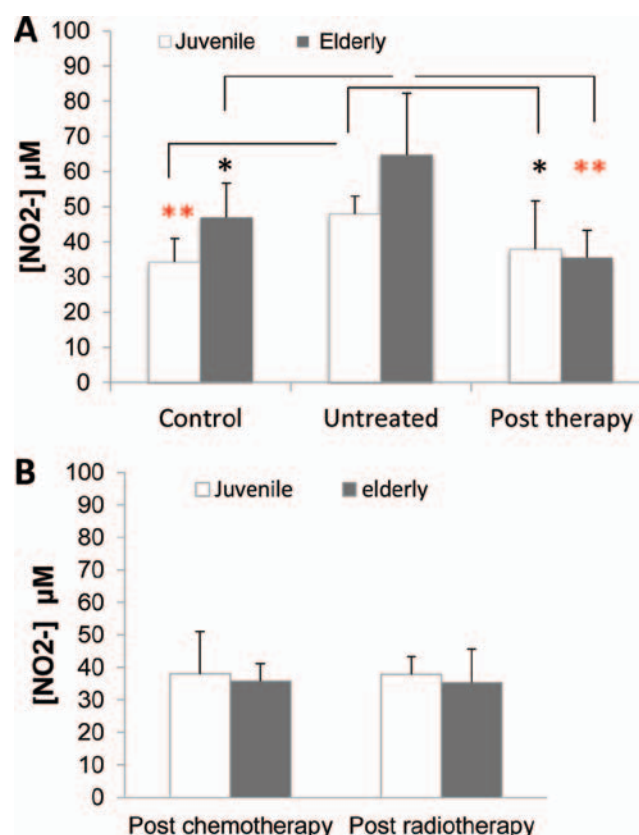 A
Juvenile Elderly
100
90
80
70
60
50
40
30
20
10
0
[NO2-] µM
** * * **
Control Untreated Post therapy
B
Juvenile elderly
100
90
80
70
60
50
40
30
20
10
0
[NO2-] µM
Post chemotherapy Post radiotherapy